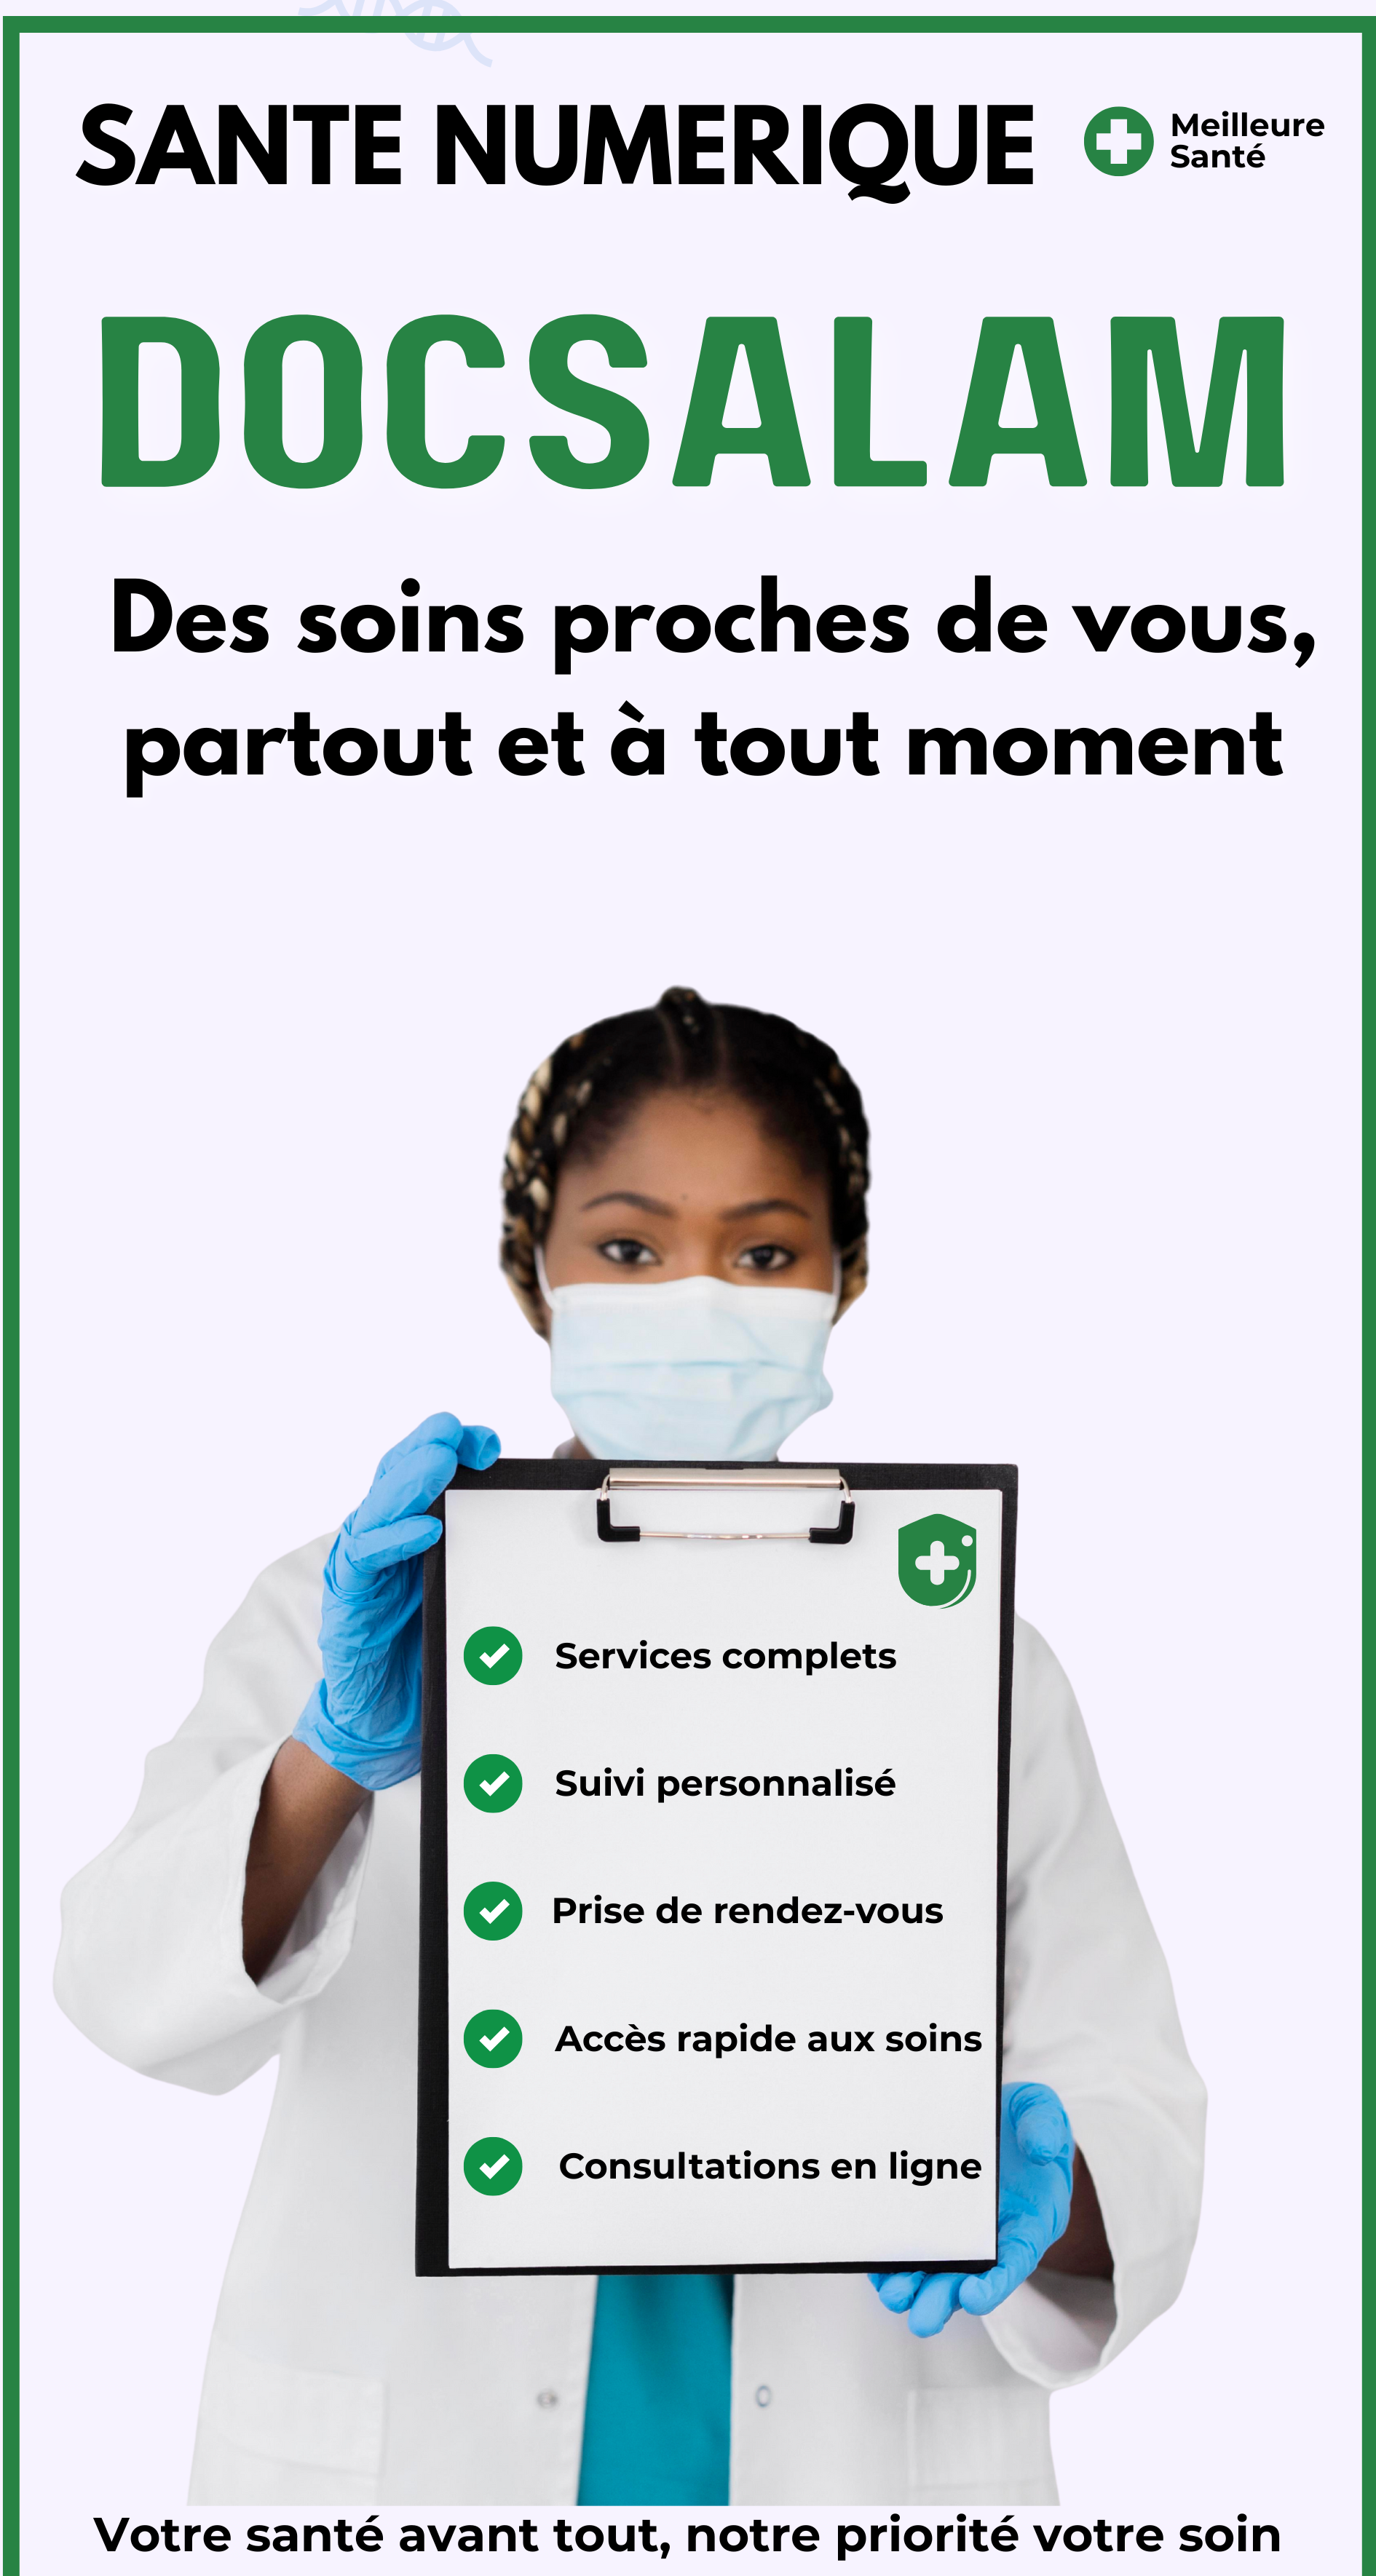 SANTE NUMERIQUE
Meilleure
Santé
DOCSALAM
Des soins proches de vous,
partout et à tout moment
Services complets
Suivi personnalisé
Prise de rendez-vous
Accès rapide aux soins
Consultations en ligne
Votre santé avant tout, notre priorité votre soin